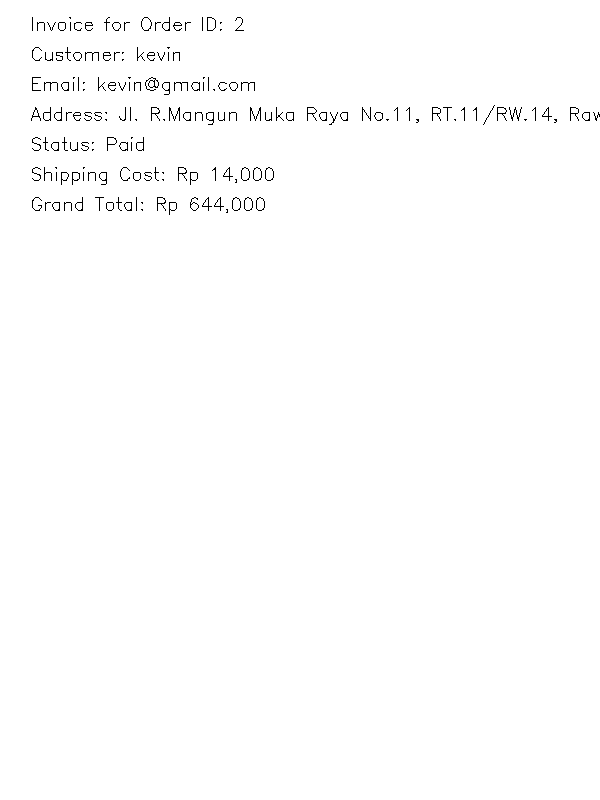 Invoice for Order ID: 2
Customer: kevin
Email: kevin@gmail.com
Address: Jl. R.Mangun Muka Raya No.11, RT.11/RW.14,
Status: Paid
Shipping Cost: Rp 14,000
Grand Total: Rp 644,000